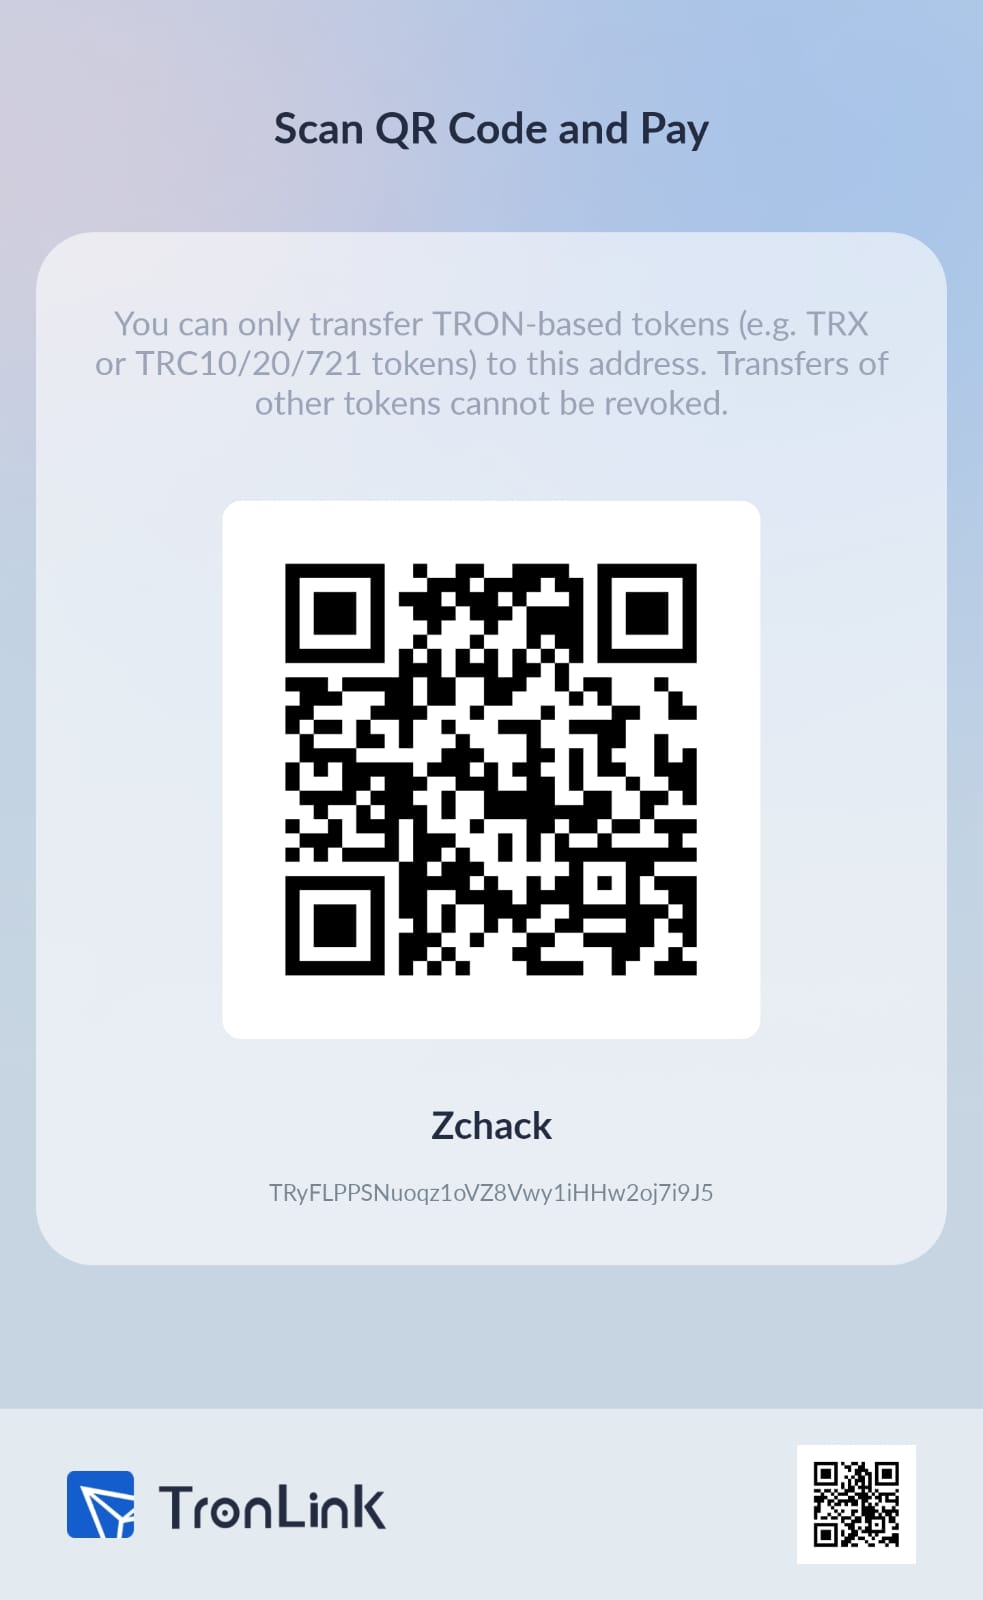 Scan QR Code and Pay
You can only transfer TRON-based tokens (e.g. TRX
or TRC10/20/721 tokens) to this address. Transfers of
other tokens cannot be revoked.
Zchack
TRyFLPPSNuoqz1oVZ8Vwy1iHHw2oj7i9J5
TronLink